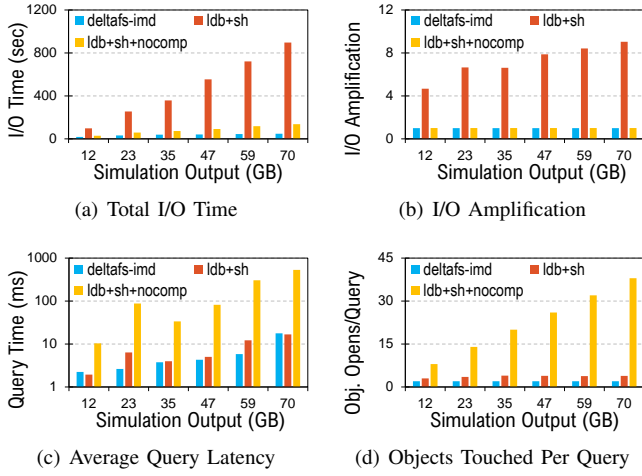 deltafs-imd
ldb+sh
ldb+sh+nocomp
I/O Time (sec)
1200
800
400
0
12 23 35 47 59 70
Simulation Output (GB)
(a) Total I/O Time
deltafs-imd
ldb+sh
ldb+sh+nocomp
I/O Amplification
12
8
4
0
12 23 35 47 59 70
Simulation Output (GB)
(b) I/O Amplification
deltafs-imd
ldb+sh
ldb+sh+nocomp
Query Time (ms)
1000
100
10
1
12 23 35 47 59 70
Simulation Output (GB)
(c) Average Query Latency
deltafs-imd
ldb+sh
ldb+sh+nocomp
Obj. Opens/Query
45
30
15
0
12 23 35 47 59 70
Simulation Output (GB)
(d) Objects Touched Per Query